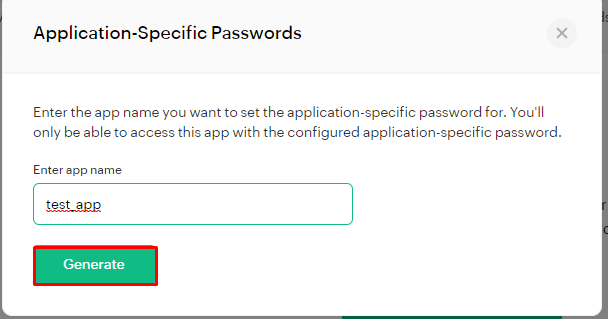 Application-Specific Passwords
Enter the app name you want to set the application-specific password for. You'll
only be able to access this app with the configured application-specific password.
Enter app name
test_app
Generate